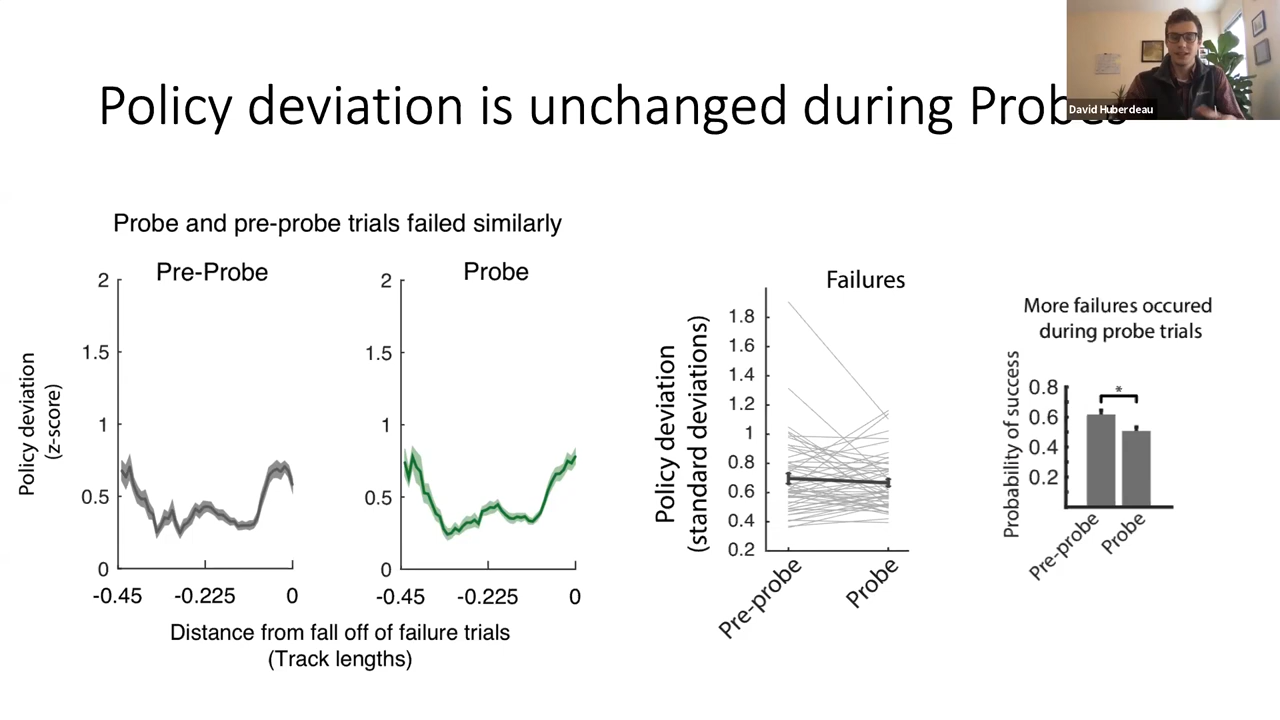 Policy deviation is unchanged during Probes
David Huberdeau
Probe and pre-probe trials failed similarly
Pre-Probe
Probe
Policy deviation
(z-score)
2
1.5
1
0.5
0
-0.45
-0.225
0
2
1.5
1
0.5
0
-0.45
-0.225
0
Distance from fall off of failure trials
(Track lengths)
Failures
Policy deviation
(standard deviations)
1.8
1.6
1.4
1.2
1
0.8
0.6
0.4
0.2
Pre-probe
Probe
More failures occured
during probe trials
Probability of success
0.8
0.6
0.4
0.2
*
Pre-probe
Probe